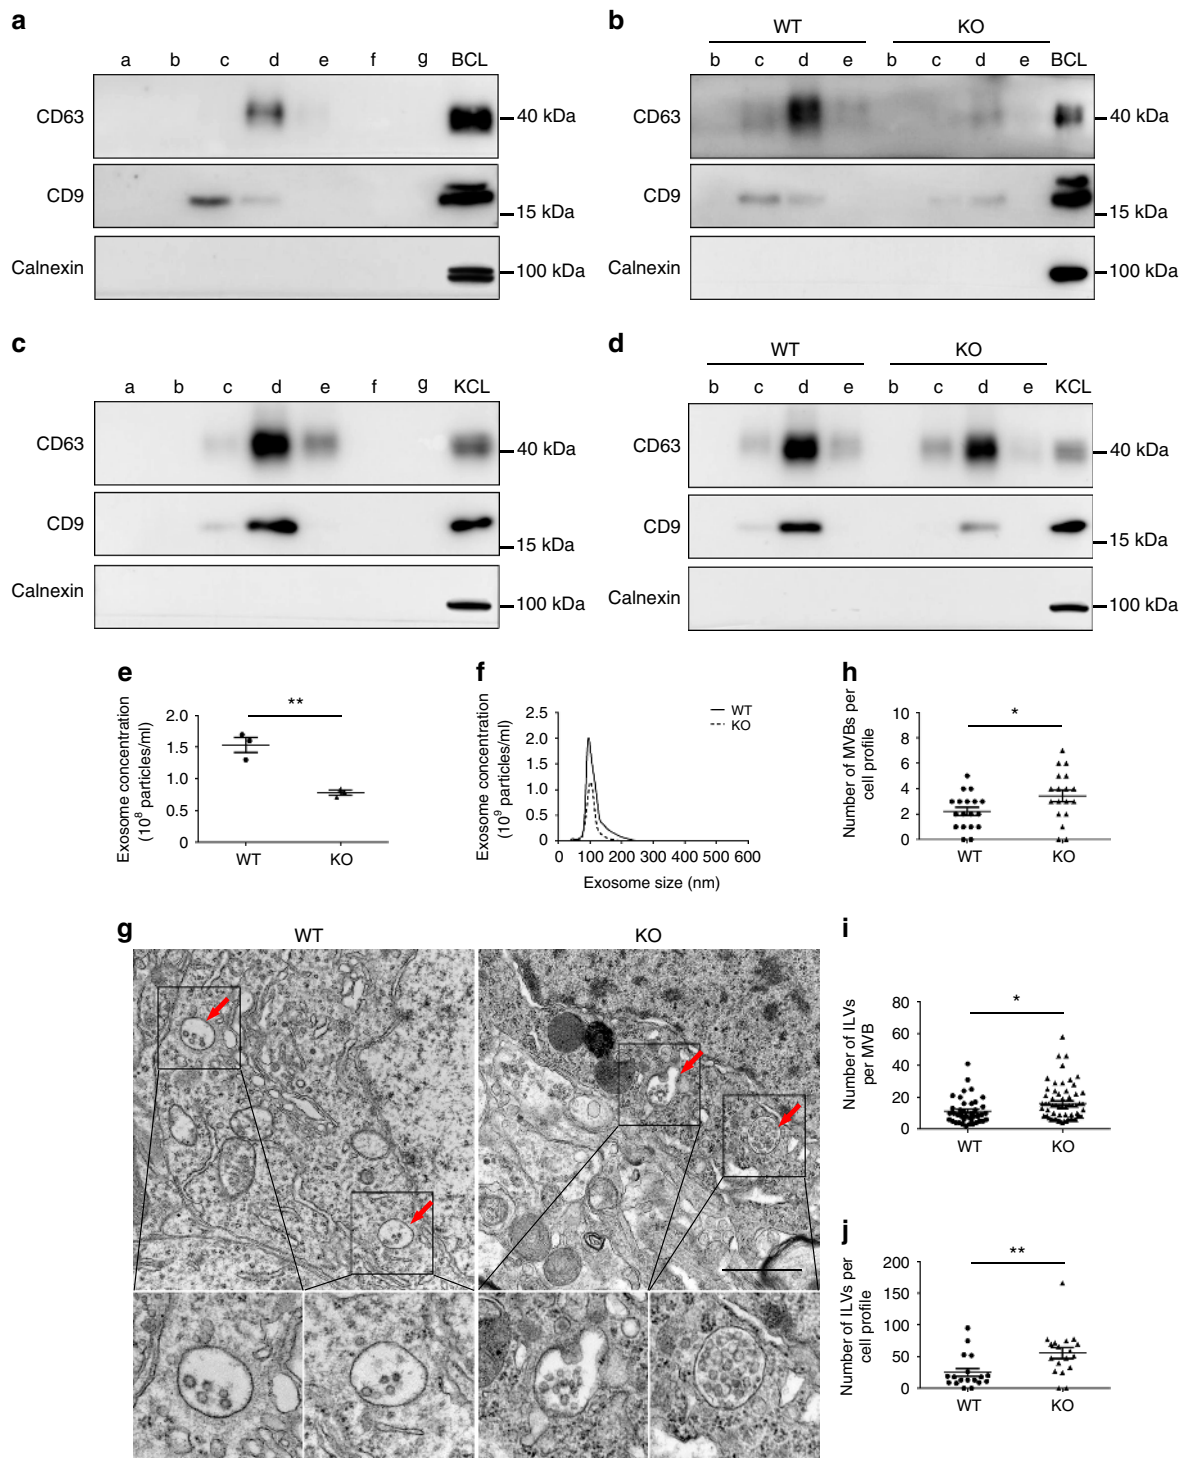 a
a b c d e f g BCL
CD63
40 kDa
CD9
15 kDa
Calnexin
100 kDa
b
WT KO
b c d e b c d e BCL
CD63
40 kDa
CD9
15 kDa
Calnexin
100 kDa
c
a b c d e f g KCL
CD63
40 kDa
CD9
15 kDa
Calnexin
100 kDa
d
WT KO
b c d e b c d e KCL
CD63
40 kDa
CD9
15 kDa
Calnexin
100 kDa
e
Exosome concentration
(10⁸ particles/ml)
2.0
1.5
1.0
0.5
0
**
WT KO
f
Exosome concentration
(10⁹ particles/ml)
2.5
2.0
1.5
1.0
0.5
0
WT
KO
0 100 200 300 400 500 600
Exosome size (nm)
h
Number of MVBs per
cell profile
10
8
6
4
2
0
*
WT KO
g
WT KO
i
Number of ILVs
per MVB
80
60
40
20
0
*
WT KO
j
Number of ILVs per
cell profile
200
150
100
50
0
**
WT KO